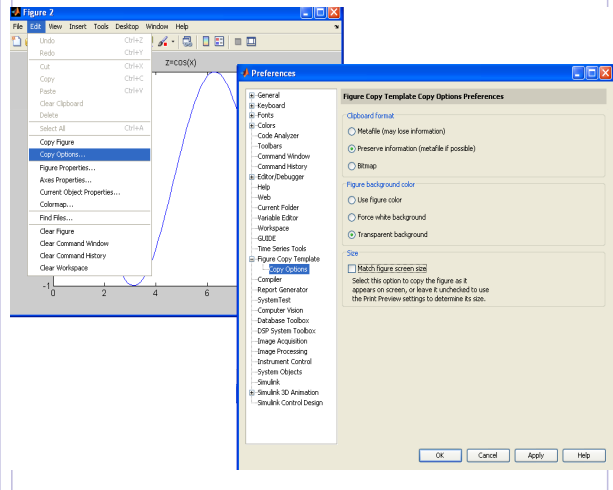 Figure 2
File Edit View Insert Tools Desktop Window Help
Undo Ctrl+Z
Redo Ctrl+Y
Cut Ctrl+X
Copy Ctrl+C
Paste Ctrl+V
Clear Clipboard
Delete
Select All Ctrl+A
Copy Figure
Copy Options...
Figure Properties...
Axes Properties...
Current Object Properties...
Colormap...
Find Files...
Clear Figure
Clear Command Window
Clear Command History
Clear Workspace
z=cos(x)
-1
0 2 4 6
Preferences
General
Keyboard
Fonts
Colors
Code Analyzer
Toolbars
Command Window
Command History
Editor/Debugger
Help
Web
Current Folder
Variable Editor
Workspace
GUIDE
Time Series Tools
Figure Copy Template
Copy Options
Compiler
Report Generator
SystemTest
Computer Vision
Database Toolbox
DSP System Toolbox
Image Acquisition
Image Processing
Instrument Control
System Objects
Simulink
Simulink 3D Animation
Simulink Control Design
Figure Copy Template Copy Options Preferences
Clipboard format
Metafile (may lose information)
Preserve information (metafile if possible)
Bitmap
Figure background color
Use figure color
Force white background
Transparent background
Size
Match figure screen size
Select this option to copy the figure as it
appears on screen, or leave it unchecked to use
the Print Preview settings to determine its size.
OK Cancel Apply Help